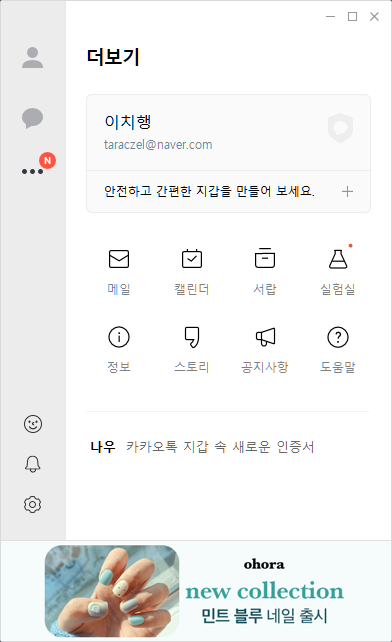 더보기
N
이치행
taraczel@naver.com
안전하고 간편한 지갑을 만들어 보세요.
메일 캘린더 서랍 실험실
정보 스토리 공지사항 도움말
나우 카카오톡 지갑 속 새로운 인증서
ohora
new collection
민트 블루 네일 출시